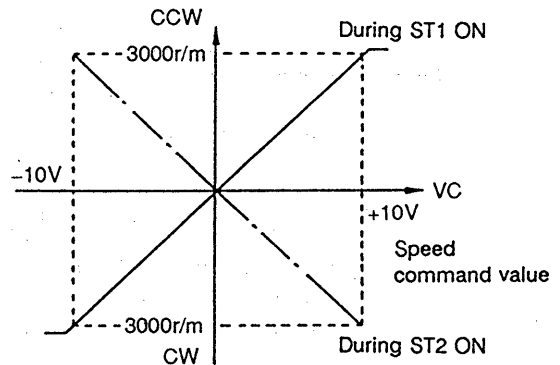 CCW
During ST1 ON
3000r/m
−10V
VC
+10V
Speed
command value
3000r/m
CW
During ST2 ON